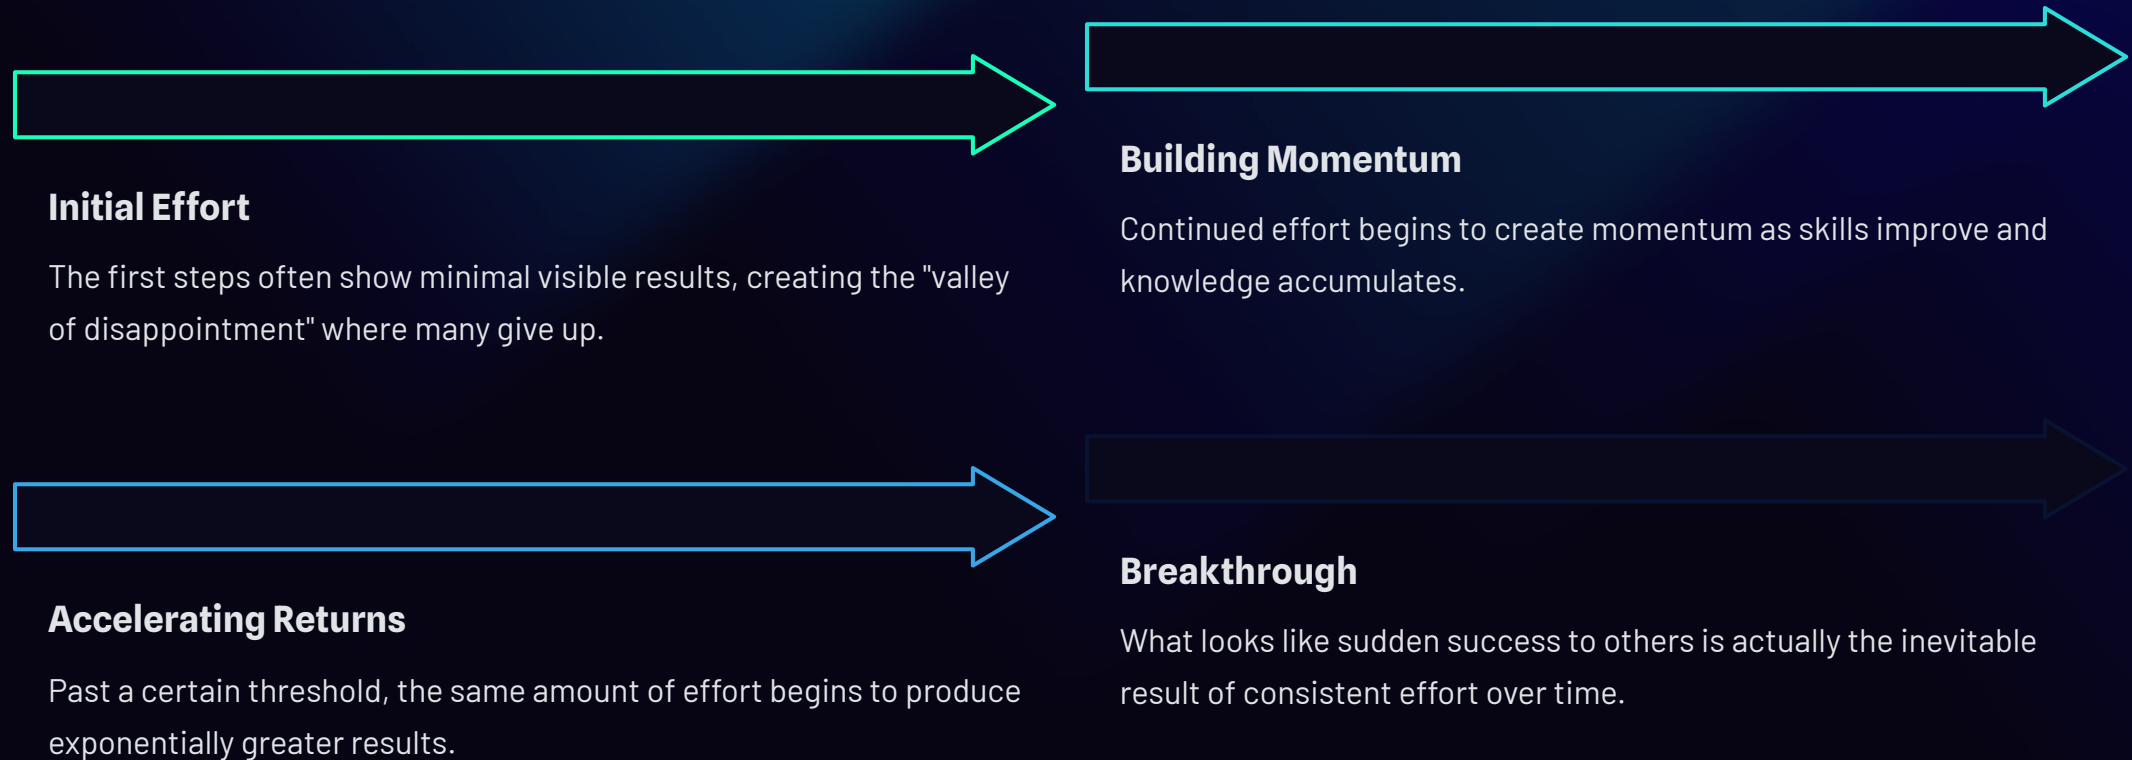 Initial Effort
The first steps often show minimal visible results, creating the "valley
of disappointment" where many give up.
Building Momentum
Continued effort begins to create momentum as skills improve and
knowledge accumulates.
Accelerating Returns
Past a certain threshold, the same amount of effort begins to produce
exponentially greater results.
Breakthrough
What looks like sudden success to others is actually the inevitable
result of consistent effort over time.